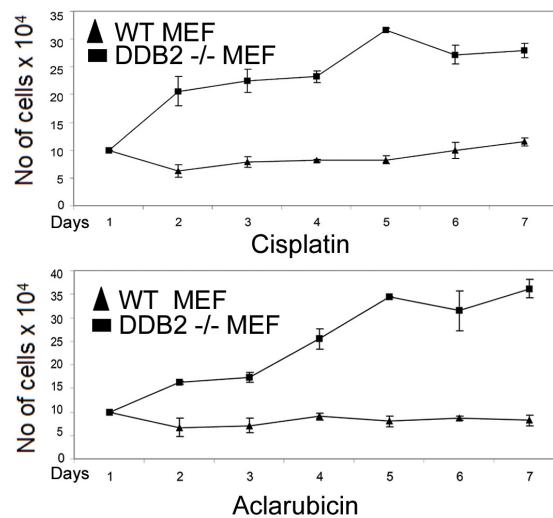 No of cells x 10⁴
35
30
25
20
15
10
5
0
▲ WT MEF
■ DDB2 -/- MEF
Days 1 2 3 4 5 6 7
Cisplatin
No of cells x 10⁴
40
35
30
25
20
15
10
5
0
▲ WT MEF
■ DDB2 -/- MEF
Days 1 2 3 4 5 6 7
Aclarubicin